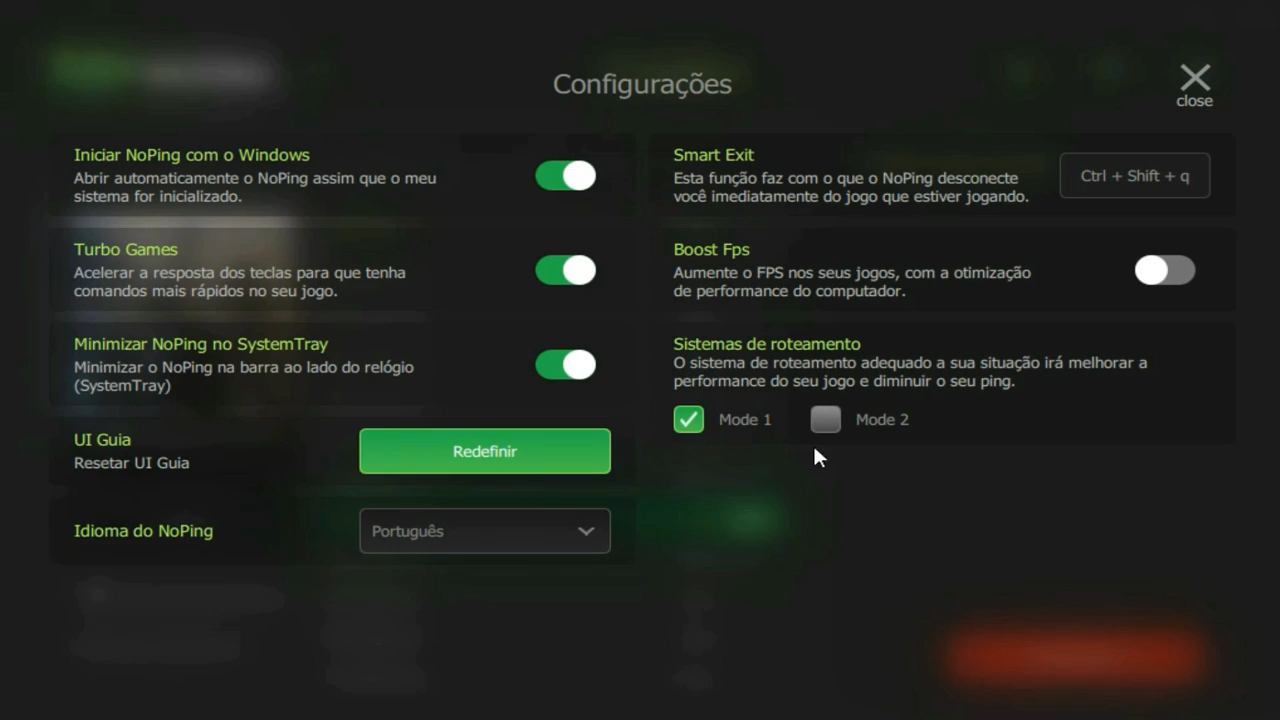 Configurações
close
Iniciar NoPing com o Windows
Abrir automaticamente o NoPing assim que o meu
sistema for inicializado.
Turbo Games
Acelerar a resposta dos teclas para que tenha
comandos mais rápidos no seu jogo.
Minimizar NoPing no SystemTray
Minimizar o NoPing na barra ao lado do relógio
(SystemTray)
UI Guia
Resetar UI Guia
Redefinir
Idioma do NoPing
Português
Smart Exit
Esta função faz com o que o NoPing desconecte
você imediatamente do jogo que estiver jogando.
Ctrl + Shift + q
Boost Fps
Aumente o FPS nos seus jogos, com a otimização
de performance do computador.
Sistemas de roteamento
O sistema de roteamento adequado a sua situação irá melhorar a
performance do seu jogo e diminuir o seu ping.
Mode 1
Mode 2